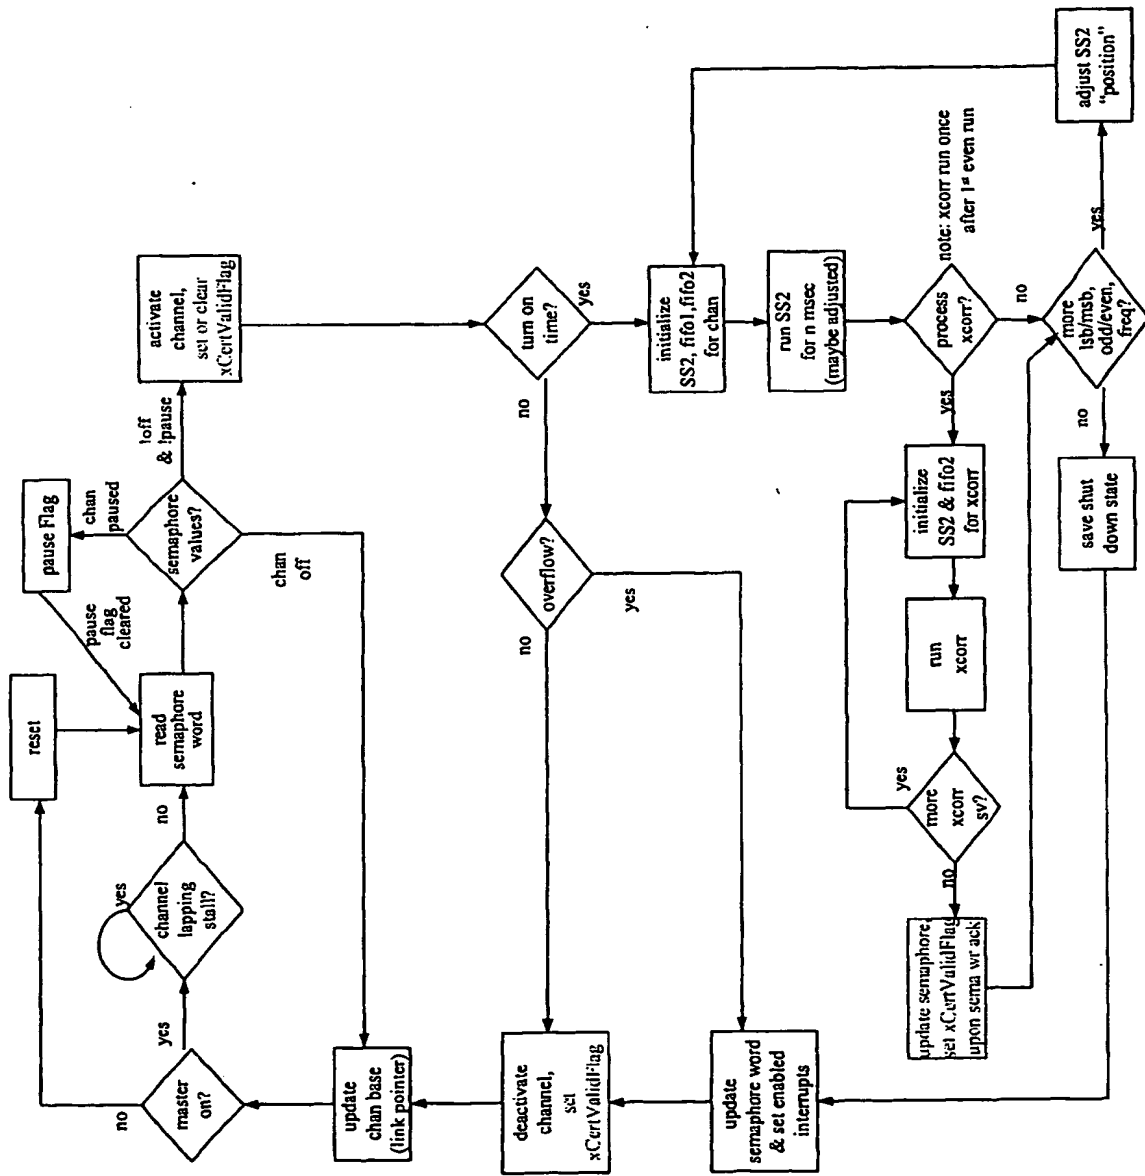 reset
pause Flag
pause
flag
cleared
chan
paused
read
semaphore
word
semaphore
values?
!off
& !pause
activate
channel,
set or clear
xCertValidFlag
chan
off
no
channel
lapping
stall?
yes
yes
master
on?
no
update
chan base
(link pointer)
turn on
time?
yes
no
overflow?
no
yes
deactivate
channel,
set
xCertValidFlag
update
semaphore word
& set enabled
interrupts
initialize
SS2, fifo1,fifo2
for chan
run SS2
for n msec
(maybe adjusted)
process
xcorr?
note: xcorr run once
after 1st even run
yes
no
initialize
SS2 & fifo2
for xcorr
run
xcorr
more
xcorr
sv?
yes
no
update semaphore,
set xCertValidFlag
upon sema wr ack
more
lsb/msb,
odd/even,
freq?
yes
no
adjust SS2
"position"
save shut
down state